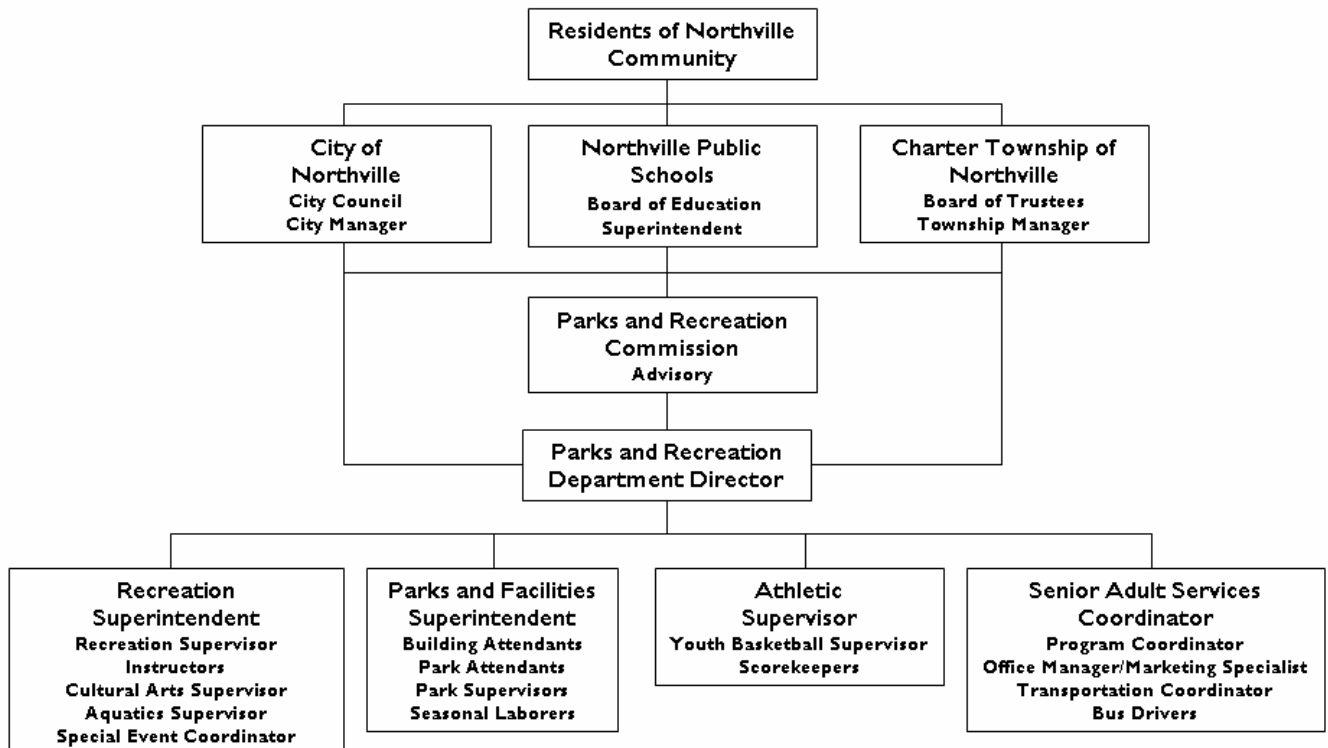 Residents of Northville
Community
City of
Northville
City Council
City Manager
Northville Public
Schools
Board of Education
Superintendent
Charter Township of
Northville
Board of Trustees
Township Manager
Parks and Recreation
Commission
Advisory
Parks and Recreation
Department Director
Recreation
Superintendent
Recreation Supervisor
Instructors
Cultural Arts Supervisor
Aquatics Supervisor
Special Event Coordinator
Parks and Facilities
Superintendent
Building Attendants
Park Attendants
Park Supervisors
Seasonal Laborers
Athletic
Supervisor
Youth Basketball Supervisor
Scorekeepers
Senior Adult Services
Coordinator
Program Coordinator
Office Manager/Marketing Specialist
Transportation Coordinator
Bus Drivers